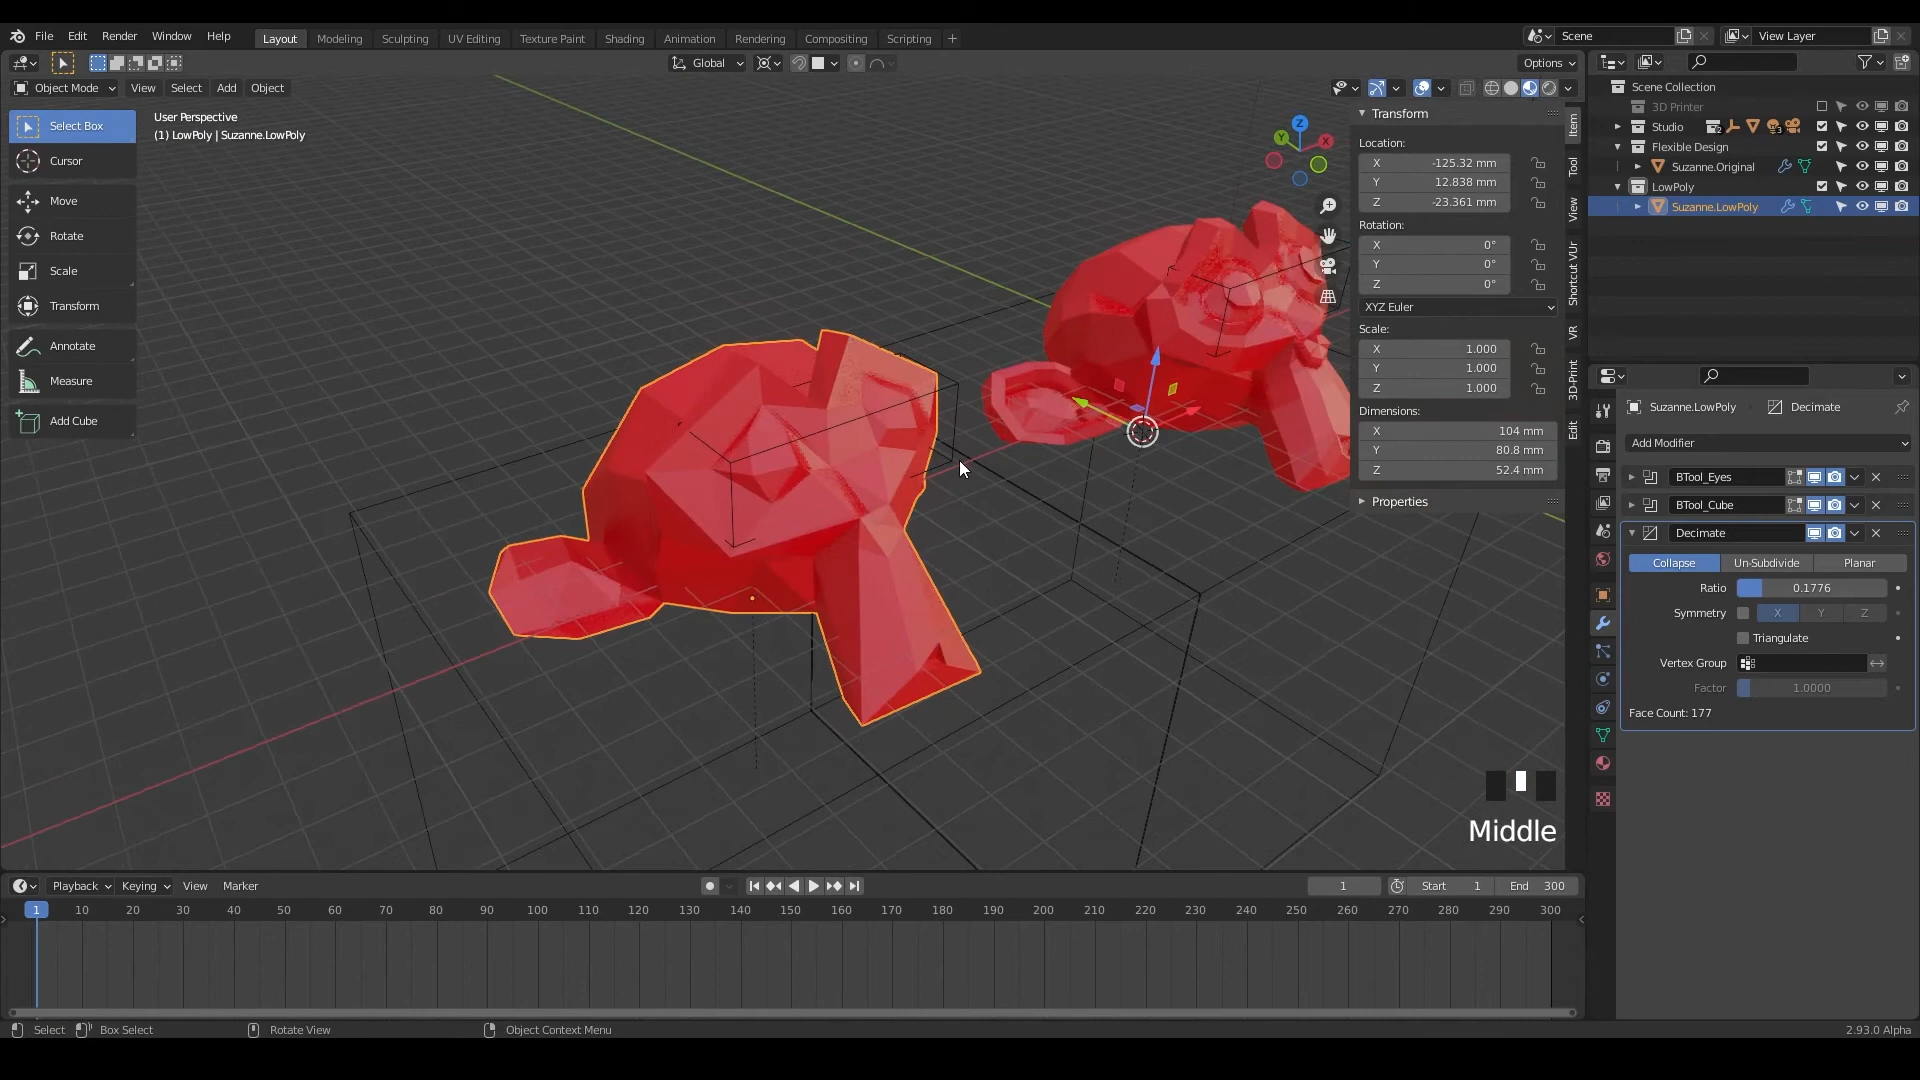 File Edit Render Window Help Layout Modeling Sculpting UV Editing Texture Paint Shading Animation Rendering Compositing Scripting + Scene View Layer
Global Options
Object Mode View Select Add Object
Select Box
Cursor
Move
Rotate
Scale
Transform
Annotate
Measure
Add Cube
User Perspective
(1) LowPoly | Suzanne.LowPoly
Z
Y
X
Transform
Location:
X -125.32 mm
Y 12.838 mm
Z -23.361 mm
Rotation:
X 0°
Y 0°
Z 0°
XYZ Euler
Scale:
X 1.000
Y 1.000
Z 1.000
Dimensions:
X 104 mm
Y 80.8 mm
Z 52.4 mm
Properties
Item
Tool
View
Shortcut VUr
VR
3D-Print
Edit
Scene Collection
3D Printer
Studio 2 3
Flexible Design
Suzanne.Original
LowPoly
Suzanne.LowPoly
Suzanne.LowPoly Decimate
Add Modifier
BTool_Eyes
BTool_Cube
Decimate
Collapse Un-Subdivide Planar
Ratio 0.1776
Symmetry X Y Z
Triangulate
Vertex Group
Factor 1.0000
Face Count: 177
Middle
Playback Keying View Marker 1 Start 1 End 300
1 10 20 30 40 50 60 70 80 90 100 110 120 130 140 150 160 170 180 190 200 210 220 230 240 250 260 270 280 290 300
Select Box Select Rotate View Object Context Menu 2.93.0 Alpha